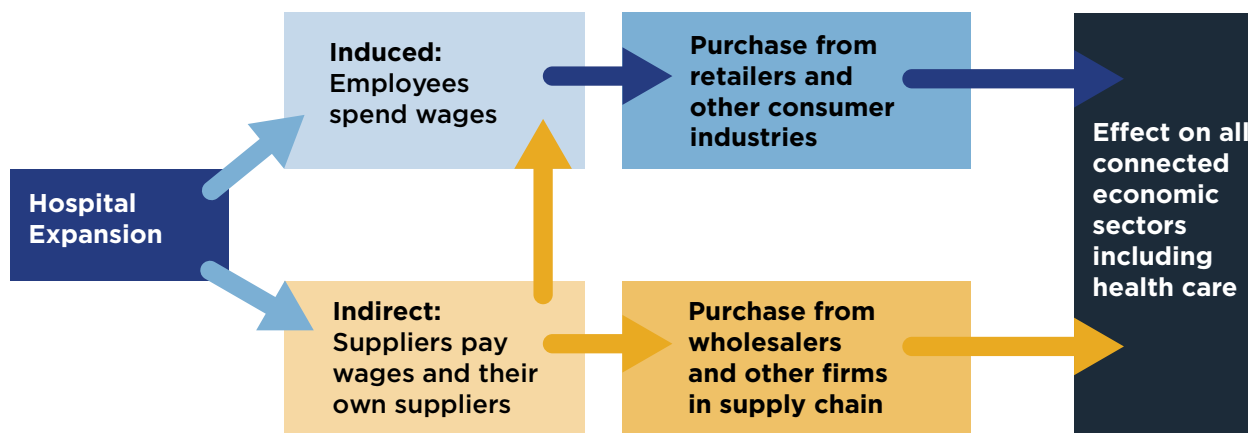 Hospital
Expansion
Induced:
Employees
spend wages
Indirect:
Suppliers pay
wages and their
own suppliers
Purchase from
retailers and
other consumer
industries
Purchase from
wholesalers
and other firms
in supply chain
Effect on all
connected
economic
sectors
including
health care